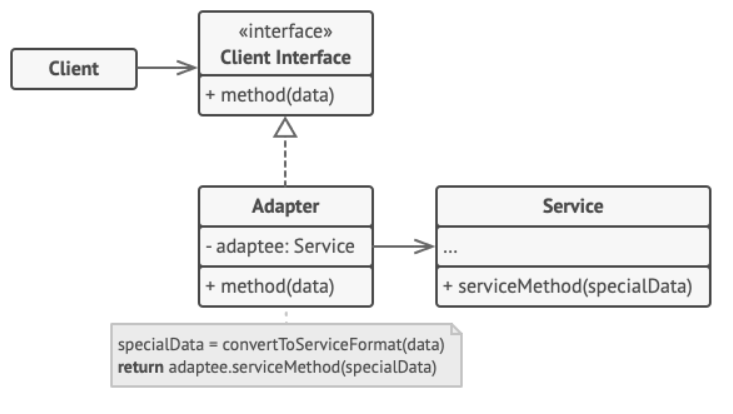 «interface»
Client Interface
Client
+ method(data)
Adapter
Service
- adaptee: Service
...
+ method(data)
+ serviceMethod(specialData)
specialData = convertToServiceFormat(data)
return adaptee.serviceMethod(specialData)